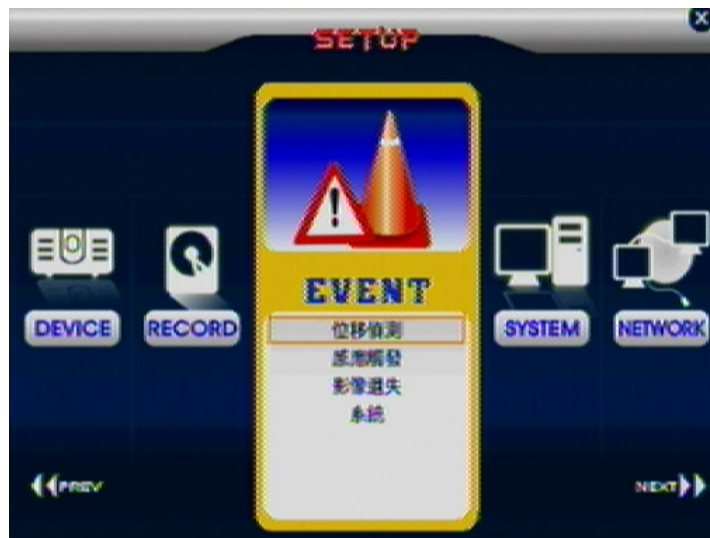 SETUP
X
EVENT
DEVICE
RECORD
位移偵測
SYSTEM
NETWORK
感應觸發
影像遺失
系統
PREV
NEXT